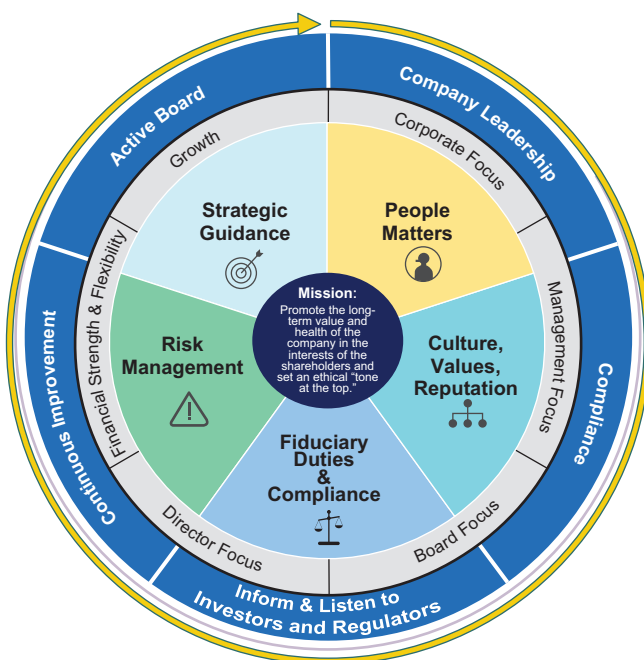 Company Leadership
Compliance
Inform & Listen to
Investors and Regulators
Continuous Improvement
Active Board
Corporate Focus
Management Focus
Board Focus
Director Focus
Financial Strength & Flexibility
Growth
Strategic
Guidance
People
Matters
Culture,
Values,
Reputation
Fiduciary
Duties
&
Compliance
Risk
Management
Mission:
Promote the long-
term value and
health of the
company in the
interests of the
shareholders and
set an ethical “tone
at the top.”